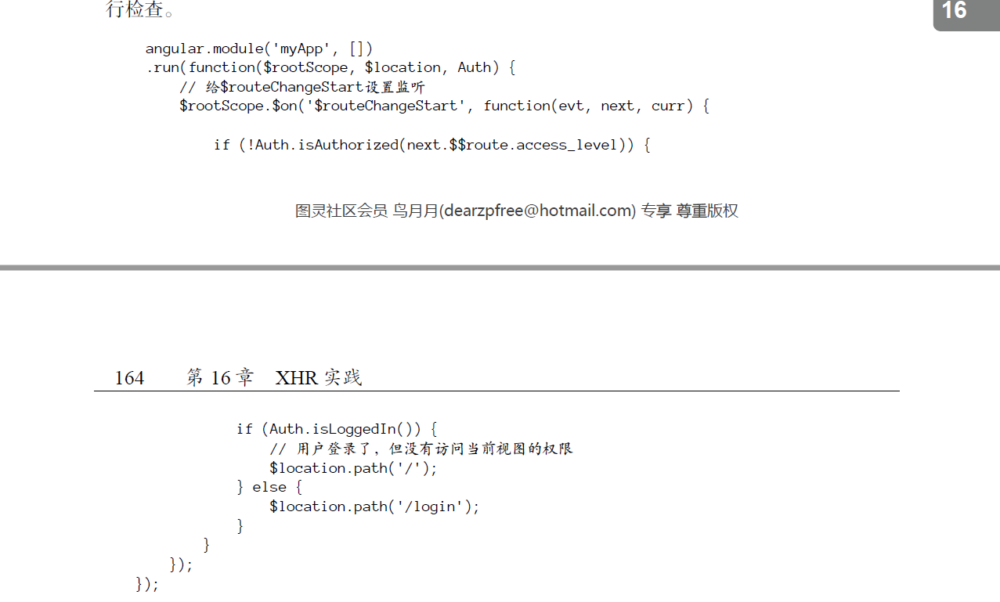 行检查。
16
angular.module('myApp', [])
.run(function($rootScope, $location, Auth) {
// 给$routeChangeStart设置监听
$rootScope.$on('$routeChangeStart', function(evt, next, curr) {
if (!Auth.isAuthorized(next.$$route.access_level)) {
图灵社区会员 鸟月月(dearzpfree@hotmail.com) 专享 尊重版权
164 第 16 章 XHR 实践
if (Auth.isLoggedIn()) {
// 用户登录了，但没有访问当前视图的权限
$location.path('/');
} else {
$location.path('/login');
}
}
});
});